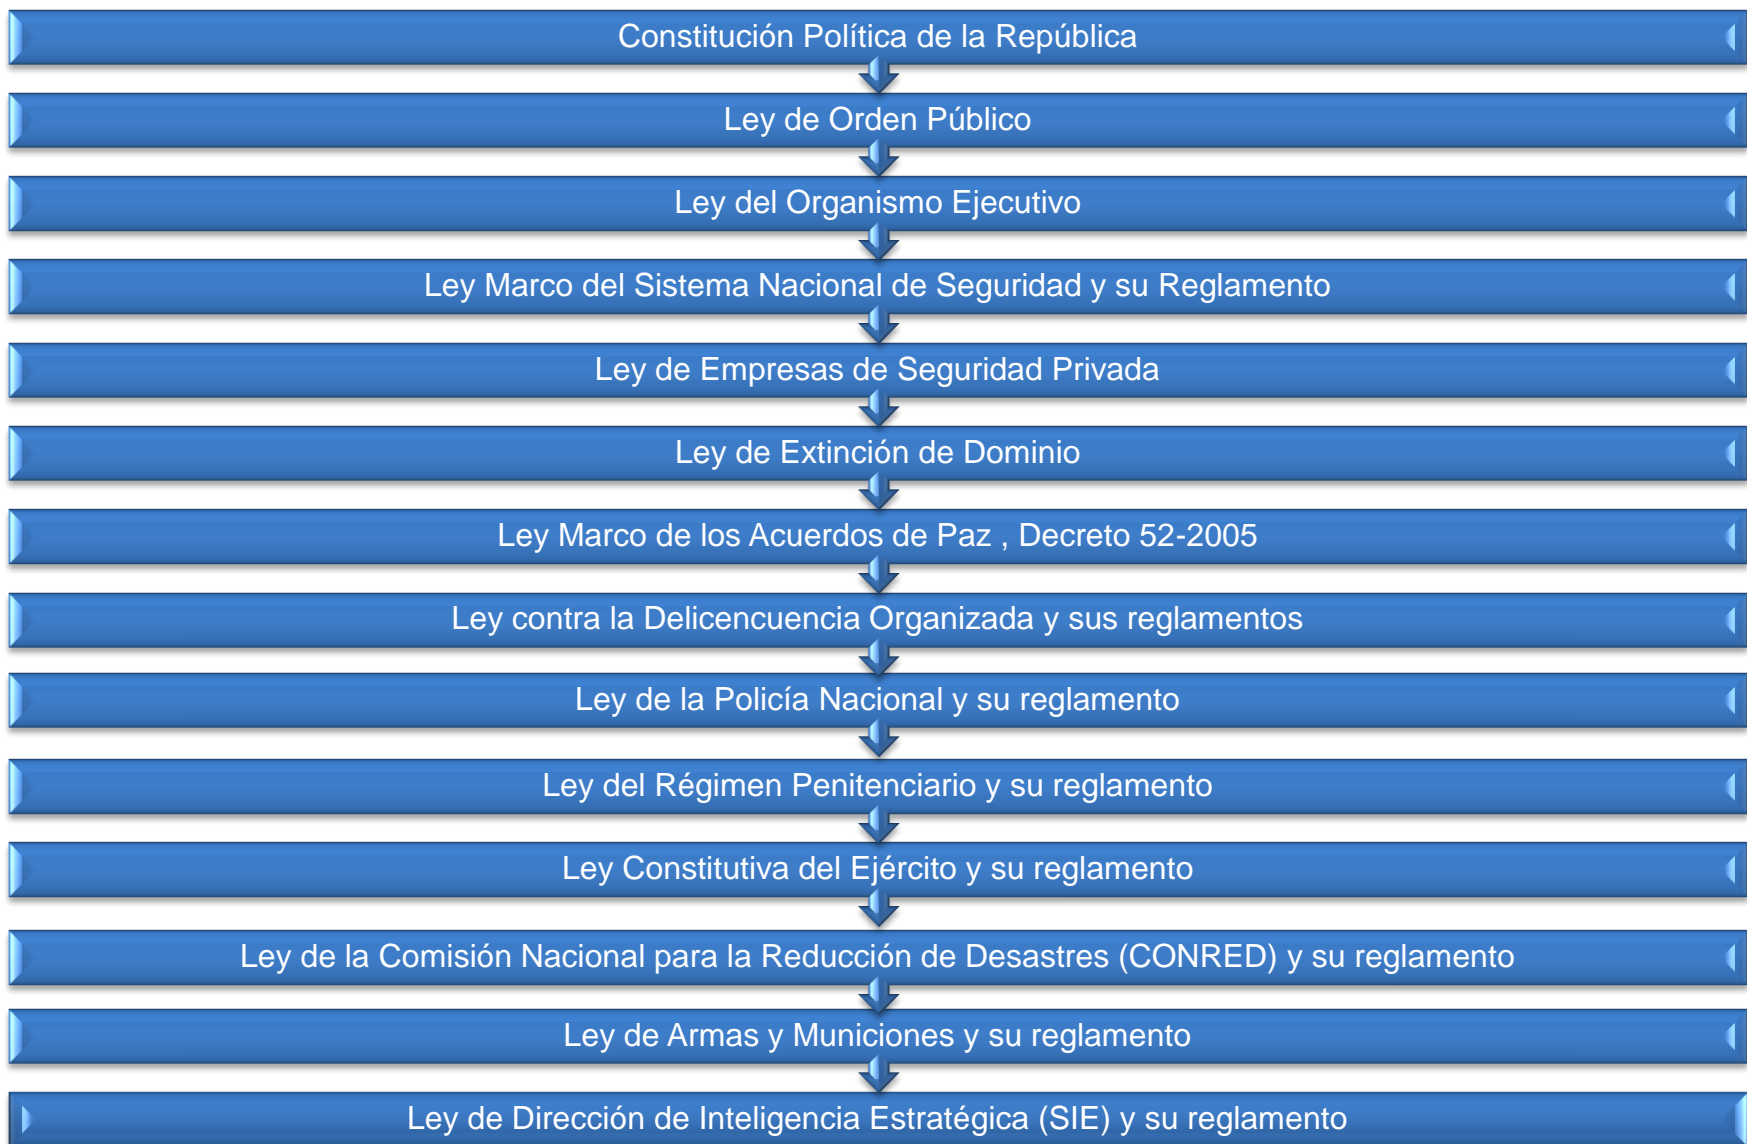 Constitución Política de la República
Ley de Orden Público
Ley del Organismo Ejecutivo
Ley Marco del Sistema Nacional de Seguridad y su Reglamento
Ley de Empresas de Seguridad Privada
Ley de Extinción de Dominio
Ley Marco de los Acuerdos de Paz , Decreto 52-2005
Ley contra la Delicencuencia Organizada y sus reglamentos
Ley de la Policía Nacional y su reglamento
Ley del Régimen Penitenciario y su reglamento
Ley Constitutiva del Ejército y su reglamento
Ley de la Comisión Nacional para la Reducción de Desastres (CONRED) y su reglamento
Ley de Armas y Municiones y su reglamento
Ley de Dirección de Inteligencia Estratégica (SIE) y su reglamento